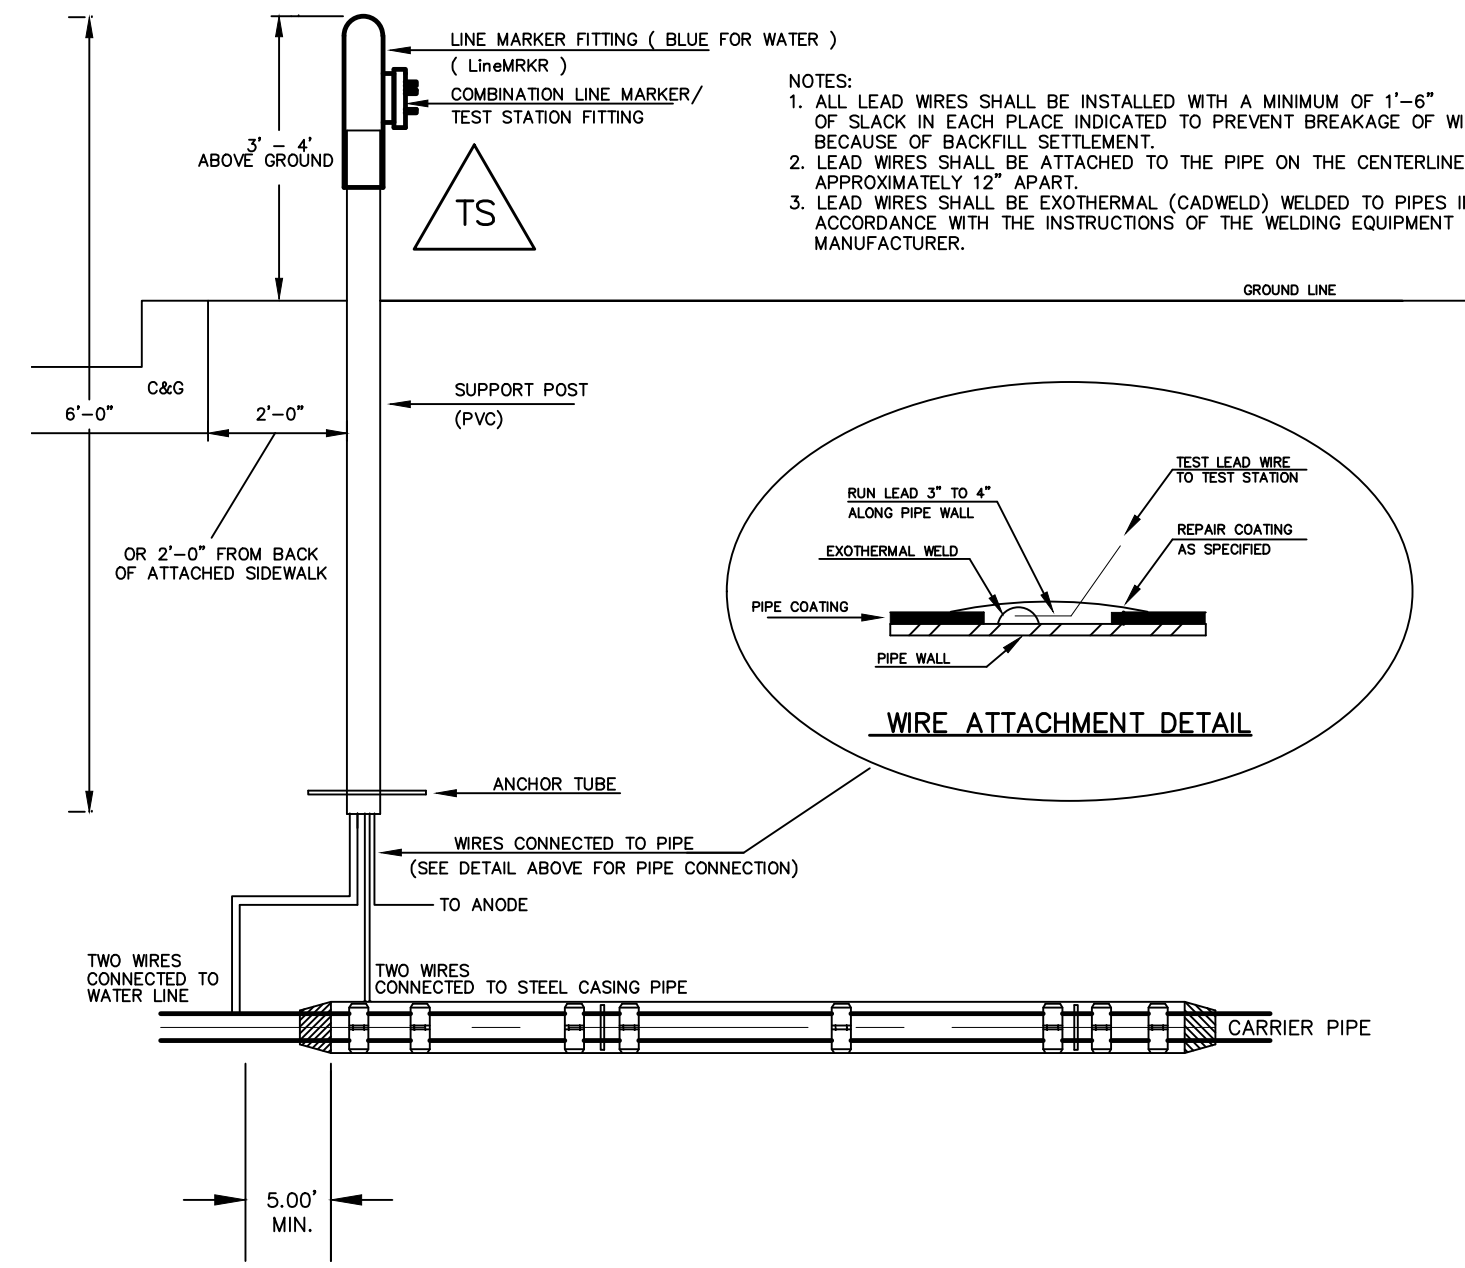 LINE MARKER FITTING ( BLUE FOR WATER )
( LineMRKR )
COMBINATION LINE MARKER/
TEST STATION FITTING
3' – 4'
ABOVE GROUND
TS
NOTES:
1. ALL LEAD WIRES SHALL BE INSTALLED WITH A MINIMUM OF 1'–6"
OF SLACK IN EACH PLACE INDICATED TO PREVENT BREAKAGE OF
BECAUSE OF BACKFILL SETTLEMENT.
2. LEAD WIRES SHALL BE ATTACHED TO THE PIPE ON THE CENTERLINE
APPROXIMATELY 12" APART.
3. LEAD WIRES SHALL BE EXOTHERMAL (CADWELD) WELDED TO PIPES
ACCORDANCE WITH THE INSTRUCTIONS OF THE WELDING EQUIPMENT
MANUFACTURER.
GROUND LINE
C&G
6'–0"
2'–0"
SUPPORT POST
(PVC)
OR 2'–0" FROM BACK
OF ATTACHED SIDEWALK
TEST LEAD WIRE
TO TEST STATION
RUN LEAD 3" TO 4"
ALONG PIPE WALL
REPAIR COATING
AS SPECIFIED
EXOTHERMAL WELD
PIPE COATING
PIPE WALL
WIRE ATTACHMENT DETAIL
ANCHOR TUBE
WIRES CONNECTED TO PIPE
(SEE DETAIL ABOVE FOR PIPE CONNECTION)
TO ANODE
TWO WIRES
CONNECTED TO
WATER LINE
TWO WIRES
CONNECTED TO STEEL CASING PIPE
CARRIER PIPE
5.00'
MIN.